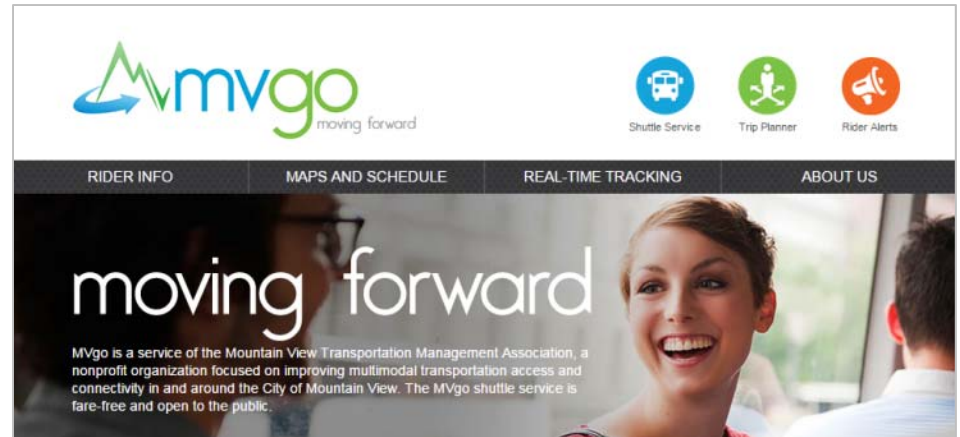 mvgo
moving forward
Shuttle Service
Trip Planner
Rider Alerts
RIDER INFO
MAPS AND SCHEDULE
REAL-TIME TRACKING
ABOUT US
moving forward
MVgo is a service of the Mountain View Transportation Management Association, a
nonprofit organization focused on improving multimodal transportation access and
connectivity in and around the City of Mountain View. The MVgo shuttle service is
fare-free and open to the public.